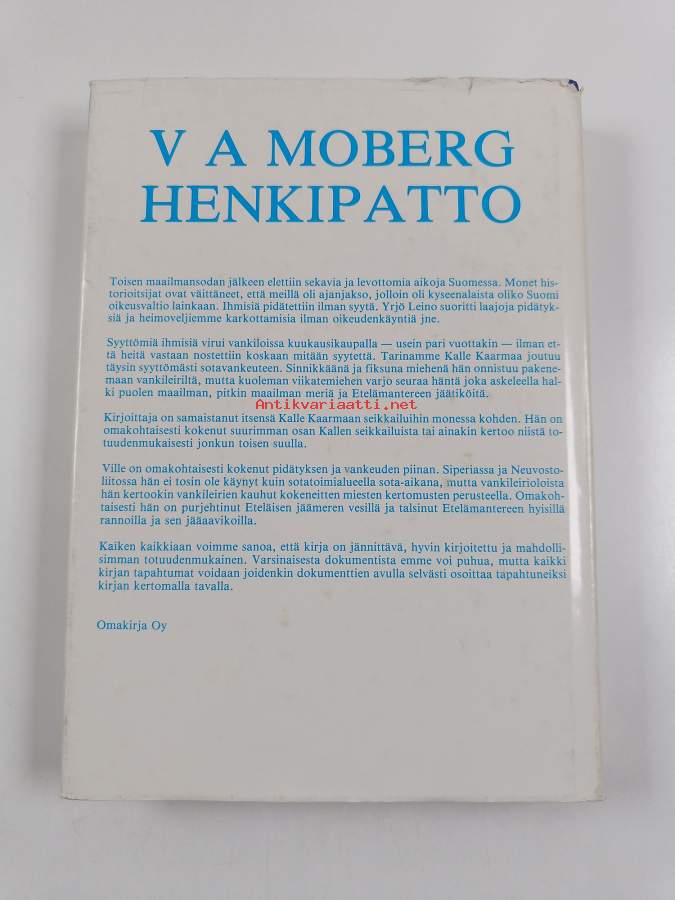 V A MOBERG
HENKIPATTO
Toisen maailmansodan jälkeen elettiin sekavia ja levottomia aikoja Suomessa. Monet his-
torioitsijat ovat väittäneet, että meillä oli ajanjakso, jolloin oli kyseenalaista oliko Suomi
oikeusvaltio lainkaan. Ihmisiä pidätettiin ilman syytä. Yrjö Leino suoritti laajoja pidätyk-
siä ja heimoveljiemme karkottamisia ilman oikeudenkäyntiä jne.
Syyttömiä ihmisiä virui vankiloissa kuukausikaupalla — usein pari vuottakin — ilman et-
tä heitä vastaan nostettiin koskaan mitään syytettä. Tarinamme Kalle Kaarmaa joutuu
täysin syyttömästi sotavankeuteen. Sinnikkäänä ja fiksuna miehenä hän onnistuu pakene-
maan vankileiriltä, mutta kuoleman viikatemiehen varjo seuraa häntä joka askeleella hal-
ki puolen maailman, pitkin maailman meriä ja Etelämantereen jäätiköitä.
Antikvariaatti.net
Kirjoittaja on samaistanut itsensä Kalle Kaarmaan seikkailuihin monessa kohden. Hän on
omakohtaisesti kokenut suurimman osan Kallen seikkailuista tai ainakin kertoo niistä to-
tuudenmukaisesti jonkun toisen suulla.
Ville on omakohtaisesti kokenut pidätyksen ja vankeuden piinan. Siperiassa ja Neuvosto-
liitossa hän ei tosin ole käynyt kuin sotatoimialueella sota-aikana, mutta vankileirioloista
hän kertookin vankileirien kauhut kokeneitten miesten kertomusten perusteella. Omakoh-
taisesti hän on purjehtinut Eteläisen jäämeren vesillä ja talsinut Etelämantereen hyisillä
rannoilla ja sen jääaavikoilla.
Kaiken kaikkiaan voimme sanoa, että kirja on jännittävä, hyvin kirjoitettu ja mahdolli-
simman totuudenmukainen. Varsinaisesta dokumentista emme voi puhua, mutta kaikki
kirjan tapahtumat voidaan joidenkin dokumenttien avulla selvästi osoittaa tapahtuneiksi
kirjan kertomalla tavalla.
Omakirja Oy